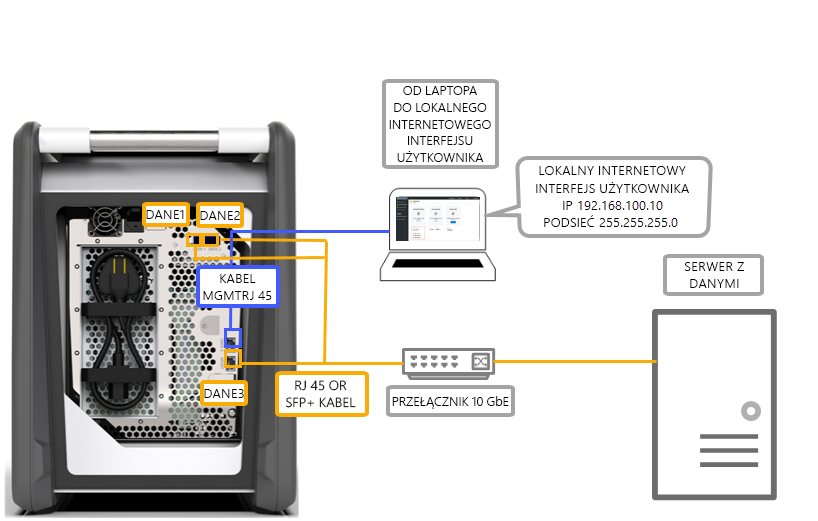 OD LAPTOPA
DO LOKALNEGO
INTERNETOWEGO
INTERFEJSU
UŻYTKOWNIKA
LOKALNY INTERNETOWY
INTERFEJS UŻYTKOWNIKA
IP 192.168.100.10
PODSIEĆ 255.255.255.0
DANE1
DANE2
KABEL
MGMTRJ 45
SERWER Z
DANYMI
DANE3
RJ 45 OR
SFP+ KABEL
PRZEŁĄCZNIK 10 GbE